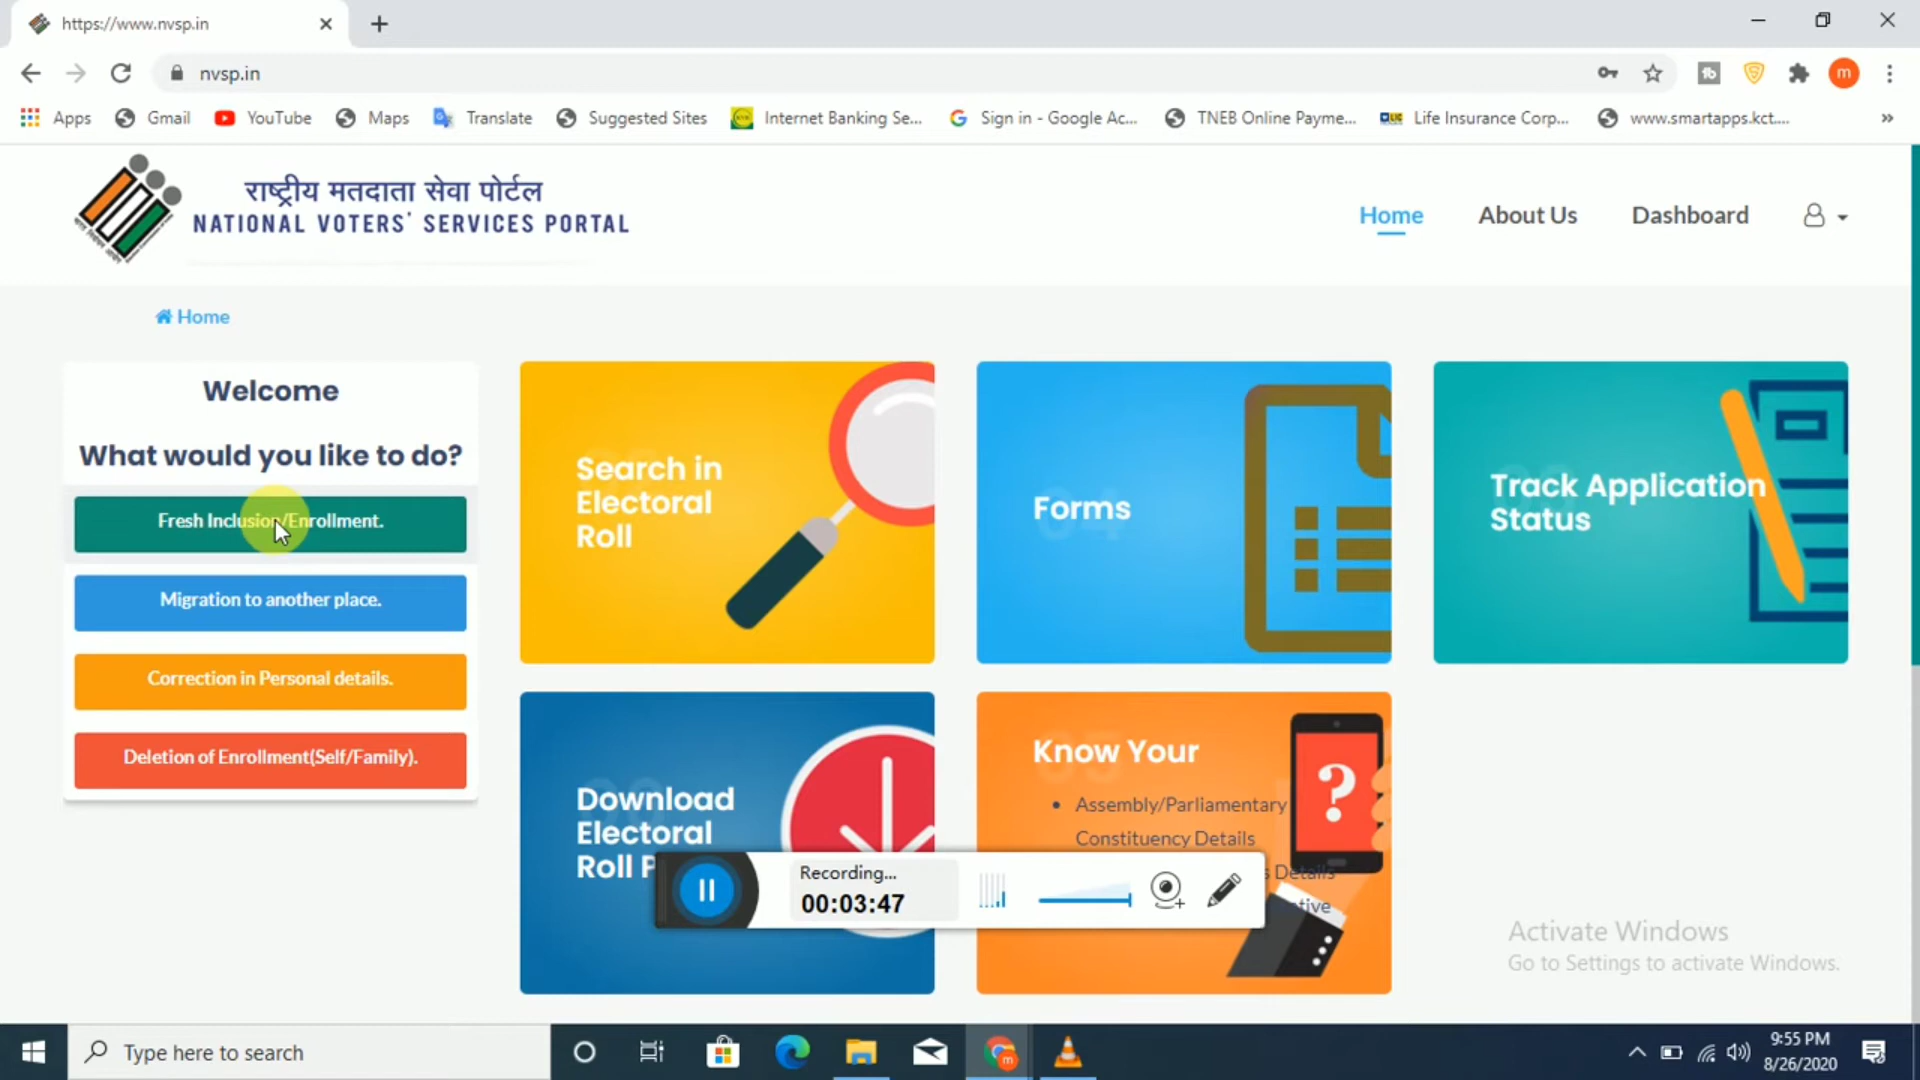 https://www.nvsp.in
nvsp.in
m
Apps Gmail YouTube Maps Translate Suggested Sites Internet Banking Se... Sign in - Google Ac... TNEB Online Payme... LIC Life Insurance Corp... www.smartapps.kct.... »
राष्ट्रीय मतदाता सेवा पोर्टल
NATIONAL VOTERS' SERVICES PORTAL
Home About Us Dashboard
Home
Welcome
What would you like to do?
Fresh Inclusion/Enrollment.
Migration to another place.
Correction in Personal details.
Deletion of Enrollment(Self/Family).
Search in
Electoral
Roll
Forms
Track Application
Status
Download
Electoral
Roll P
Know Your
• Assembly/Parliamentary
Constituency Details
Details
?
Recording...
00:03:47
Activate Windows
Go to Settings to activate Windows.
Type here to search
9:55 PM
8/26/2020